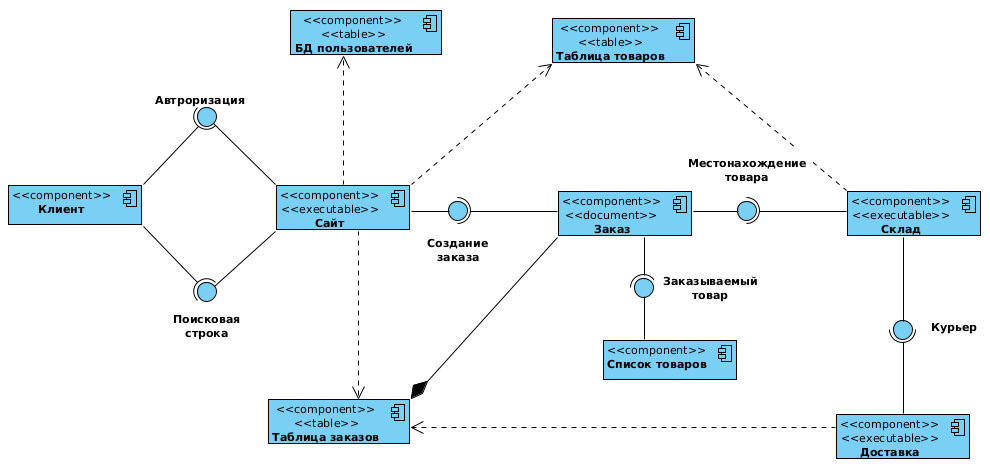 <<component>>
<<table>>
БД пользователей
<<component>>
<<table>>
Таблица товаров
Автроризация
Местонахождение
товара
<<component>>
Клиент
<<component>>
<<executable>>
Сайт
<<component>>
<<document>>
Заказ
<<component>>
<<executable>>
Склад
Создание
заказа
Заказываемый
товар
Поисковая
строка
Курьер
<<component>>
Список товаров
<<component>>
<<table>>
Таблица заказов
<<component>>
<<executable>>
Доставка